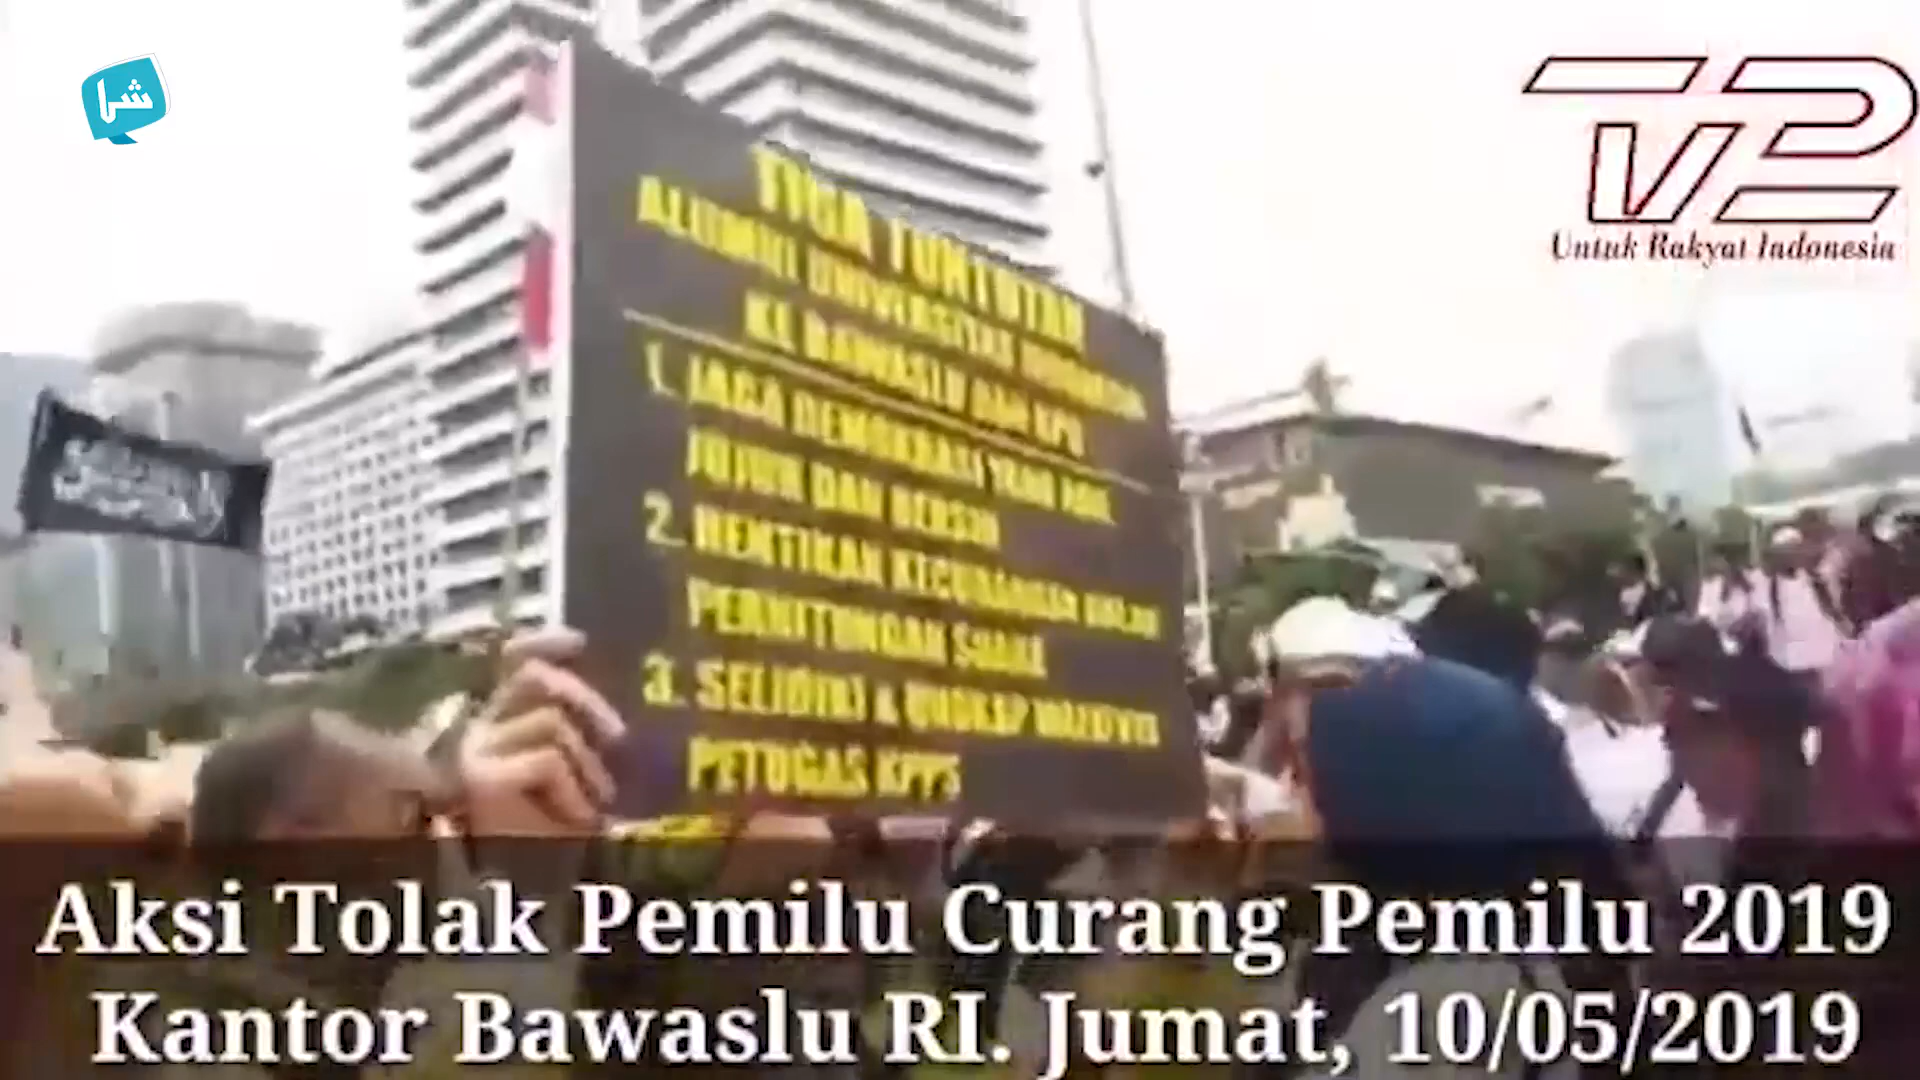 شا
TV2
Untuk Rakyat Indonesia
TIGA TUNTUTAN
ALUMNI UNIVERSITAS INDONESIA
KE BAWASLU DAN KPU
1. JAGA DEMOKRASI YANG ADIL
JUJUR DAN BERSIH
2. HENTIKAN KECURANGAN DALAM
PERHITUNGAN SUARA
3. SELIDIKI & UNGKAP
PETUGAS KPPS
Aksi Tolak Pemilu Curang Pemilu 2019
Kantor Bawaslu RI. Jumat, 10/05/2019